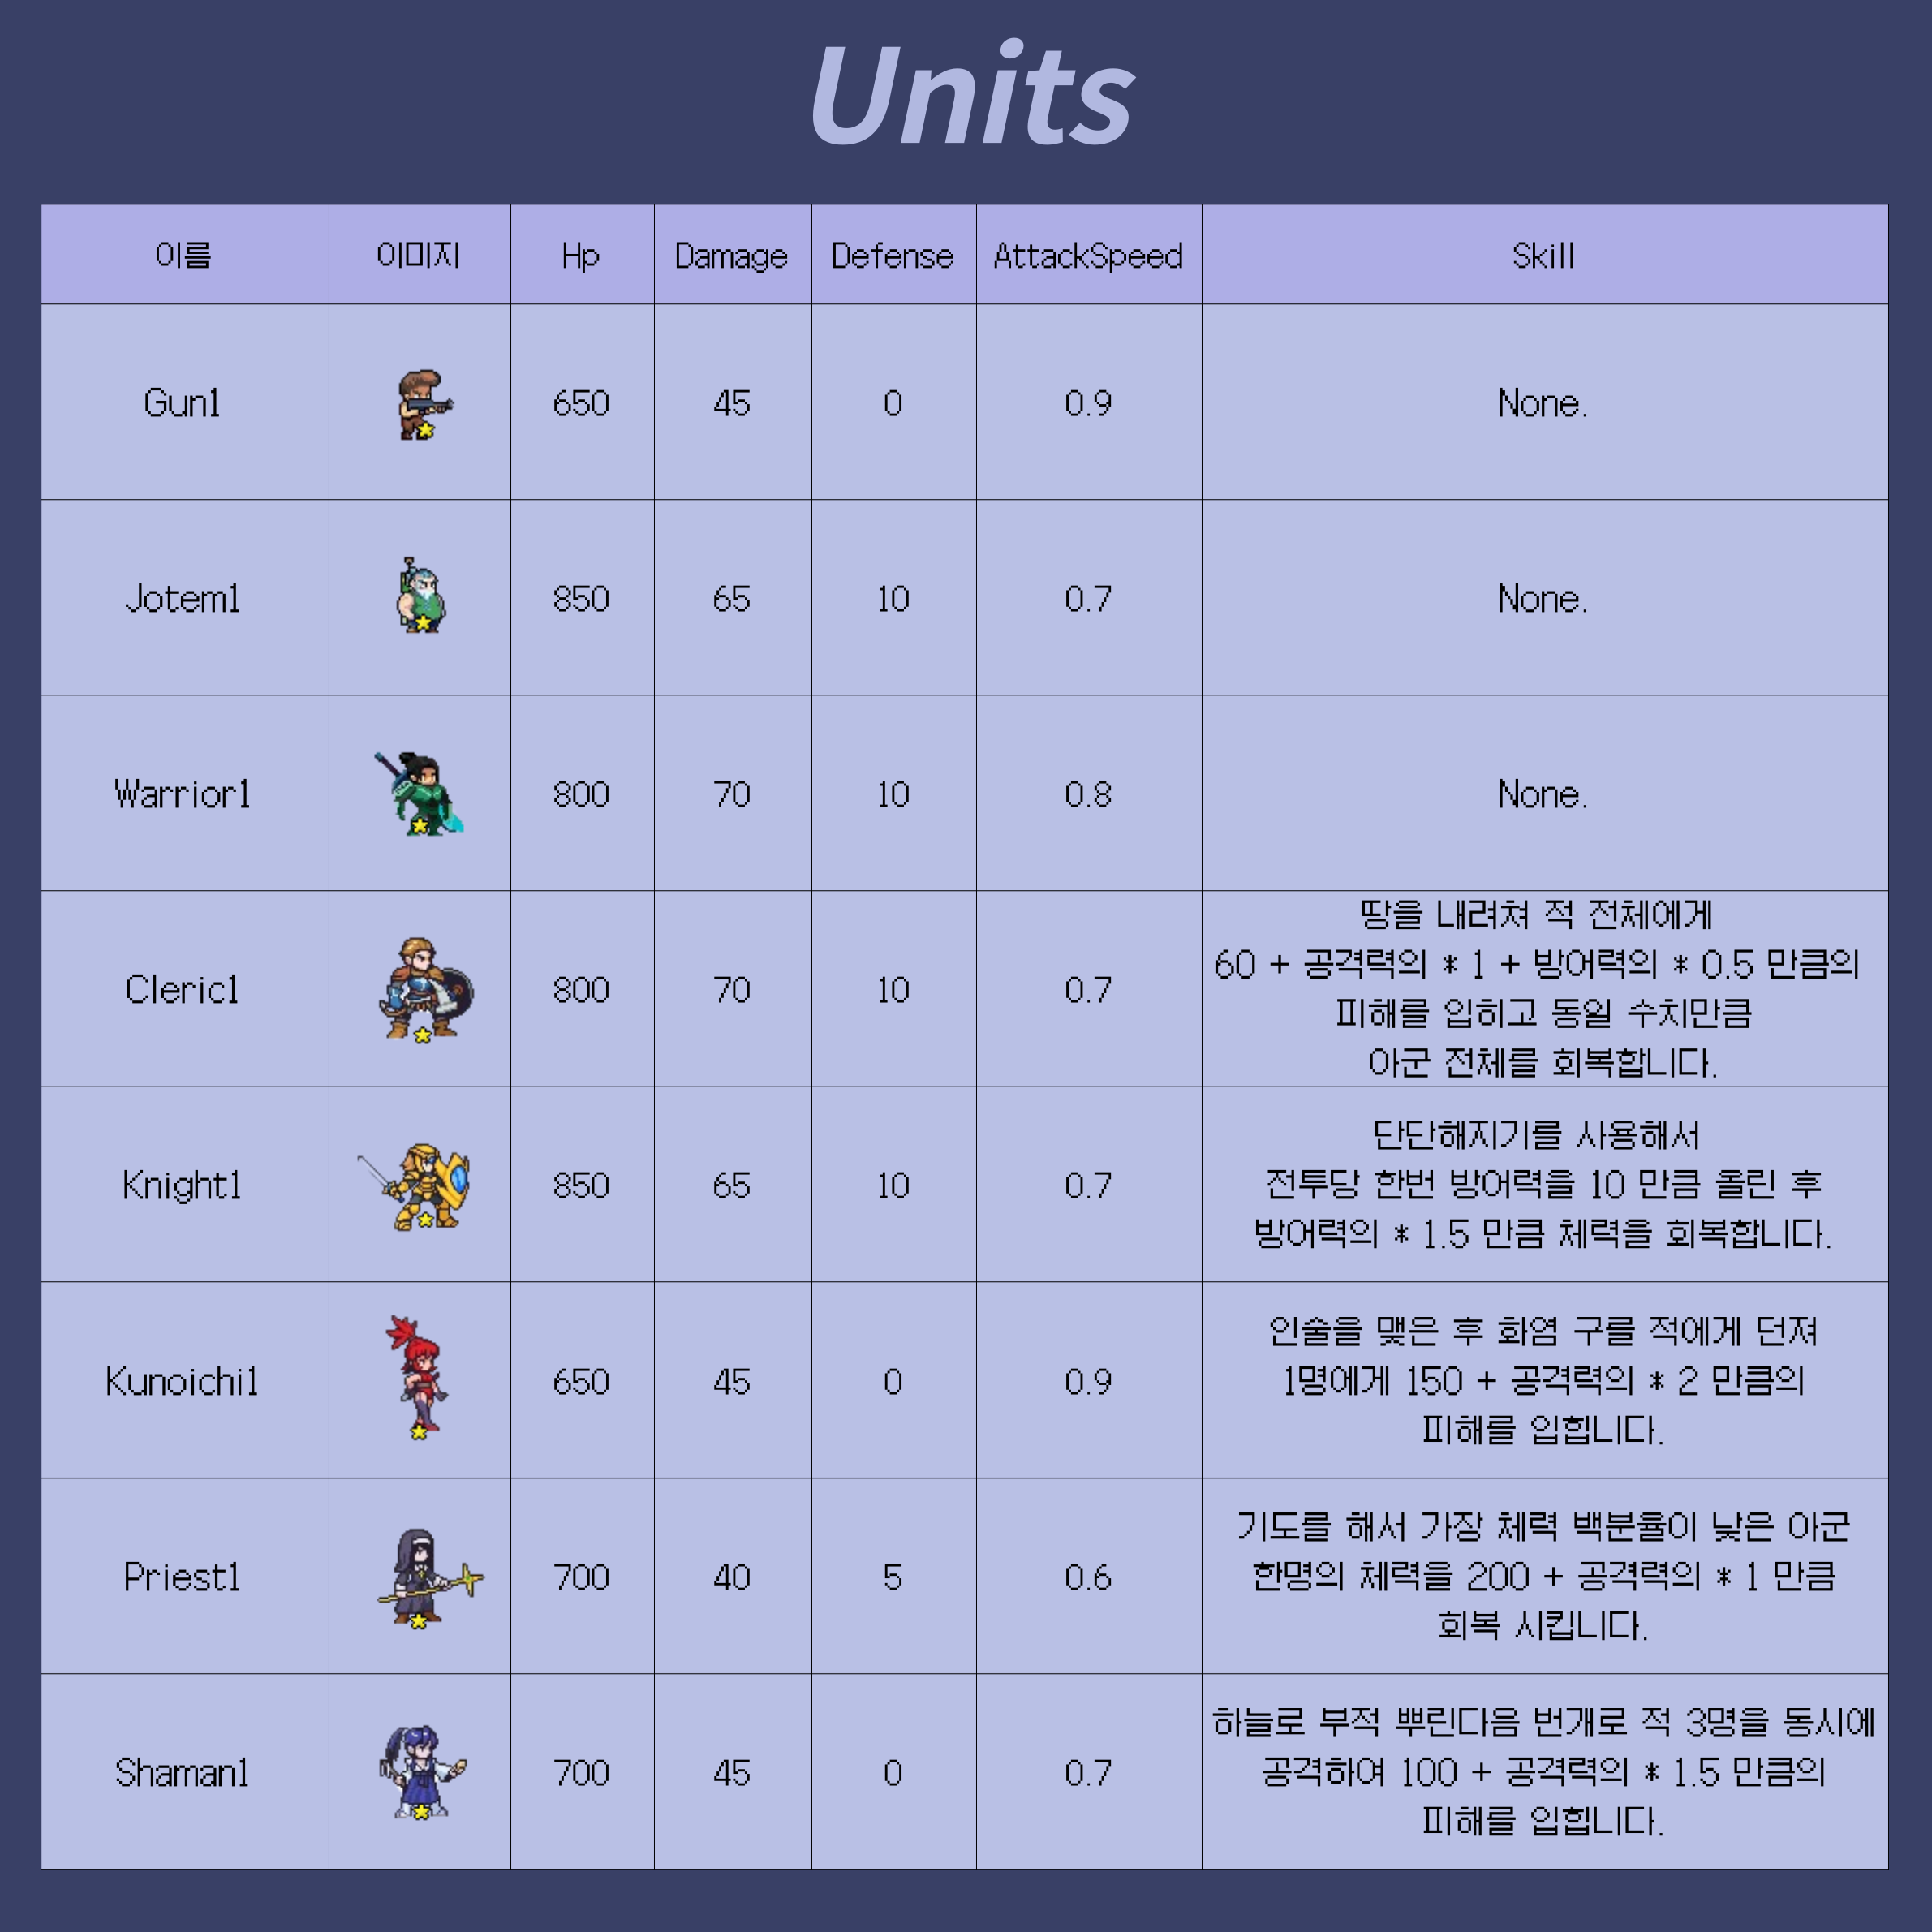 Units
이름 이미지 Hp Damage Defense AttackSpeed Skill
Gun1 650 45 0 0.9 None.
Jotem1 850 65 10 0.7 None.
Warrior1 800 70 10 0.8 None.
Cleric1 800 70 10 0.7
땅을 내려쳐 적 전체에게
60 + 공격력의 * 1 + 방어력의 * 0.5 만큼의
피해를 입히고 동일 수치만큼
아군 전체를 회복합니다.
Knight1 850 65 10 0.7
단단해지기를 사용해서
전투당 한번 방어력을 10 만큼 올린 후
방어력의 * 1.5 만큼 체력을 회복합니다.
Kunoichi1 650 45 0 0.9
인술을 맺은 후 화염 구를 적에게 던져
1명에게 150 + 공격력의 * 2 만큼의
피해를 입힙니다.
Priest1 700 40 5 0.6
기도를 해서 가장 체력 백분율이 낮은 아군
한명의 체력을 200 + 공격력의 * 1 만큼
회복 시킵니다.
Shaman1 700 45 0 0.7
하늘로 부적 뿌린다음 번개로 적 3명을 동시에
공격하여 100 + 공격력의 * 1.5 만큼의
피해를 입힙니다.